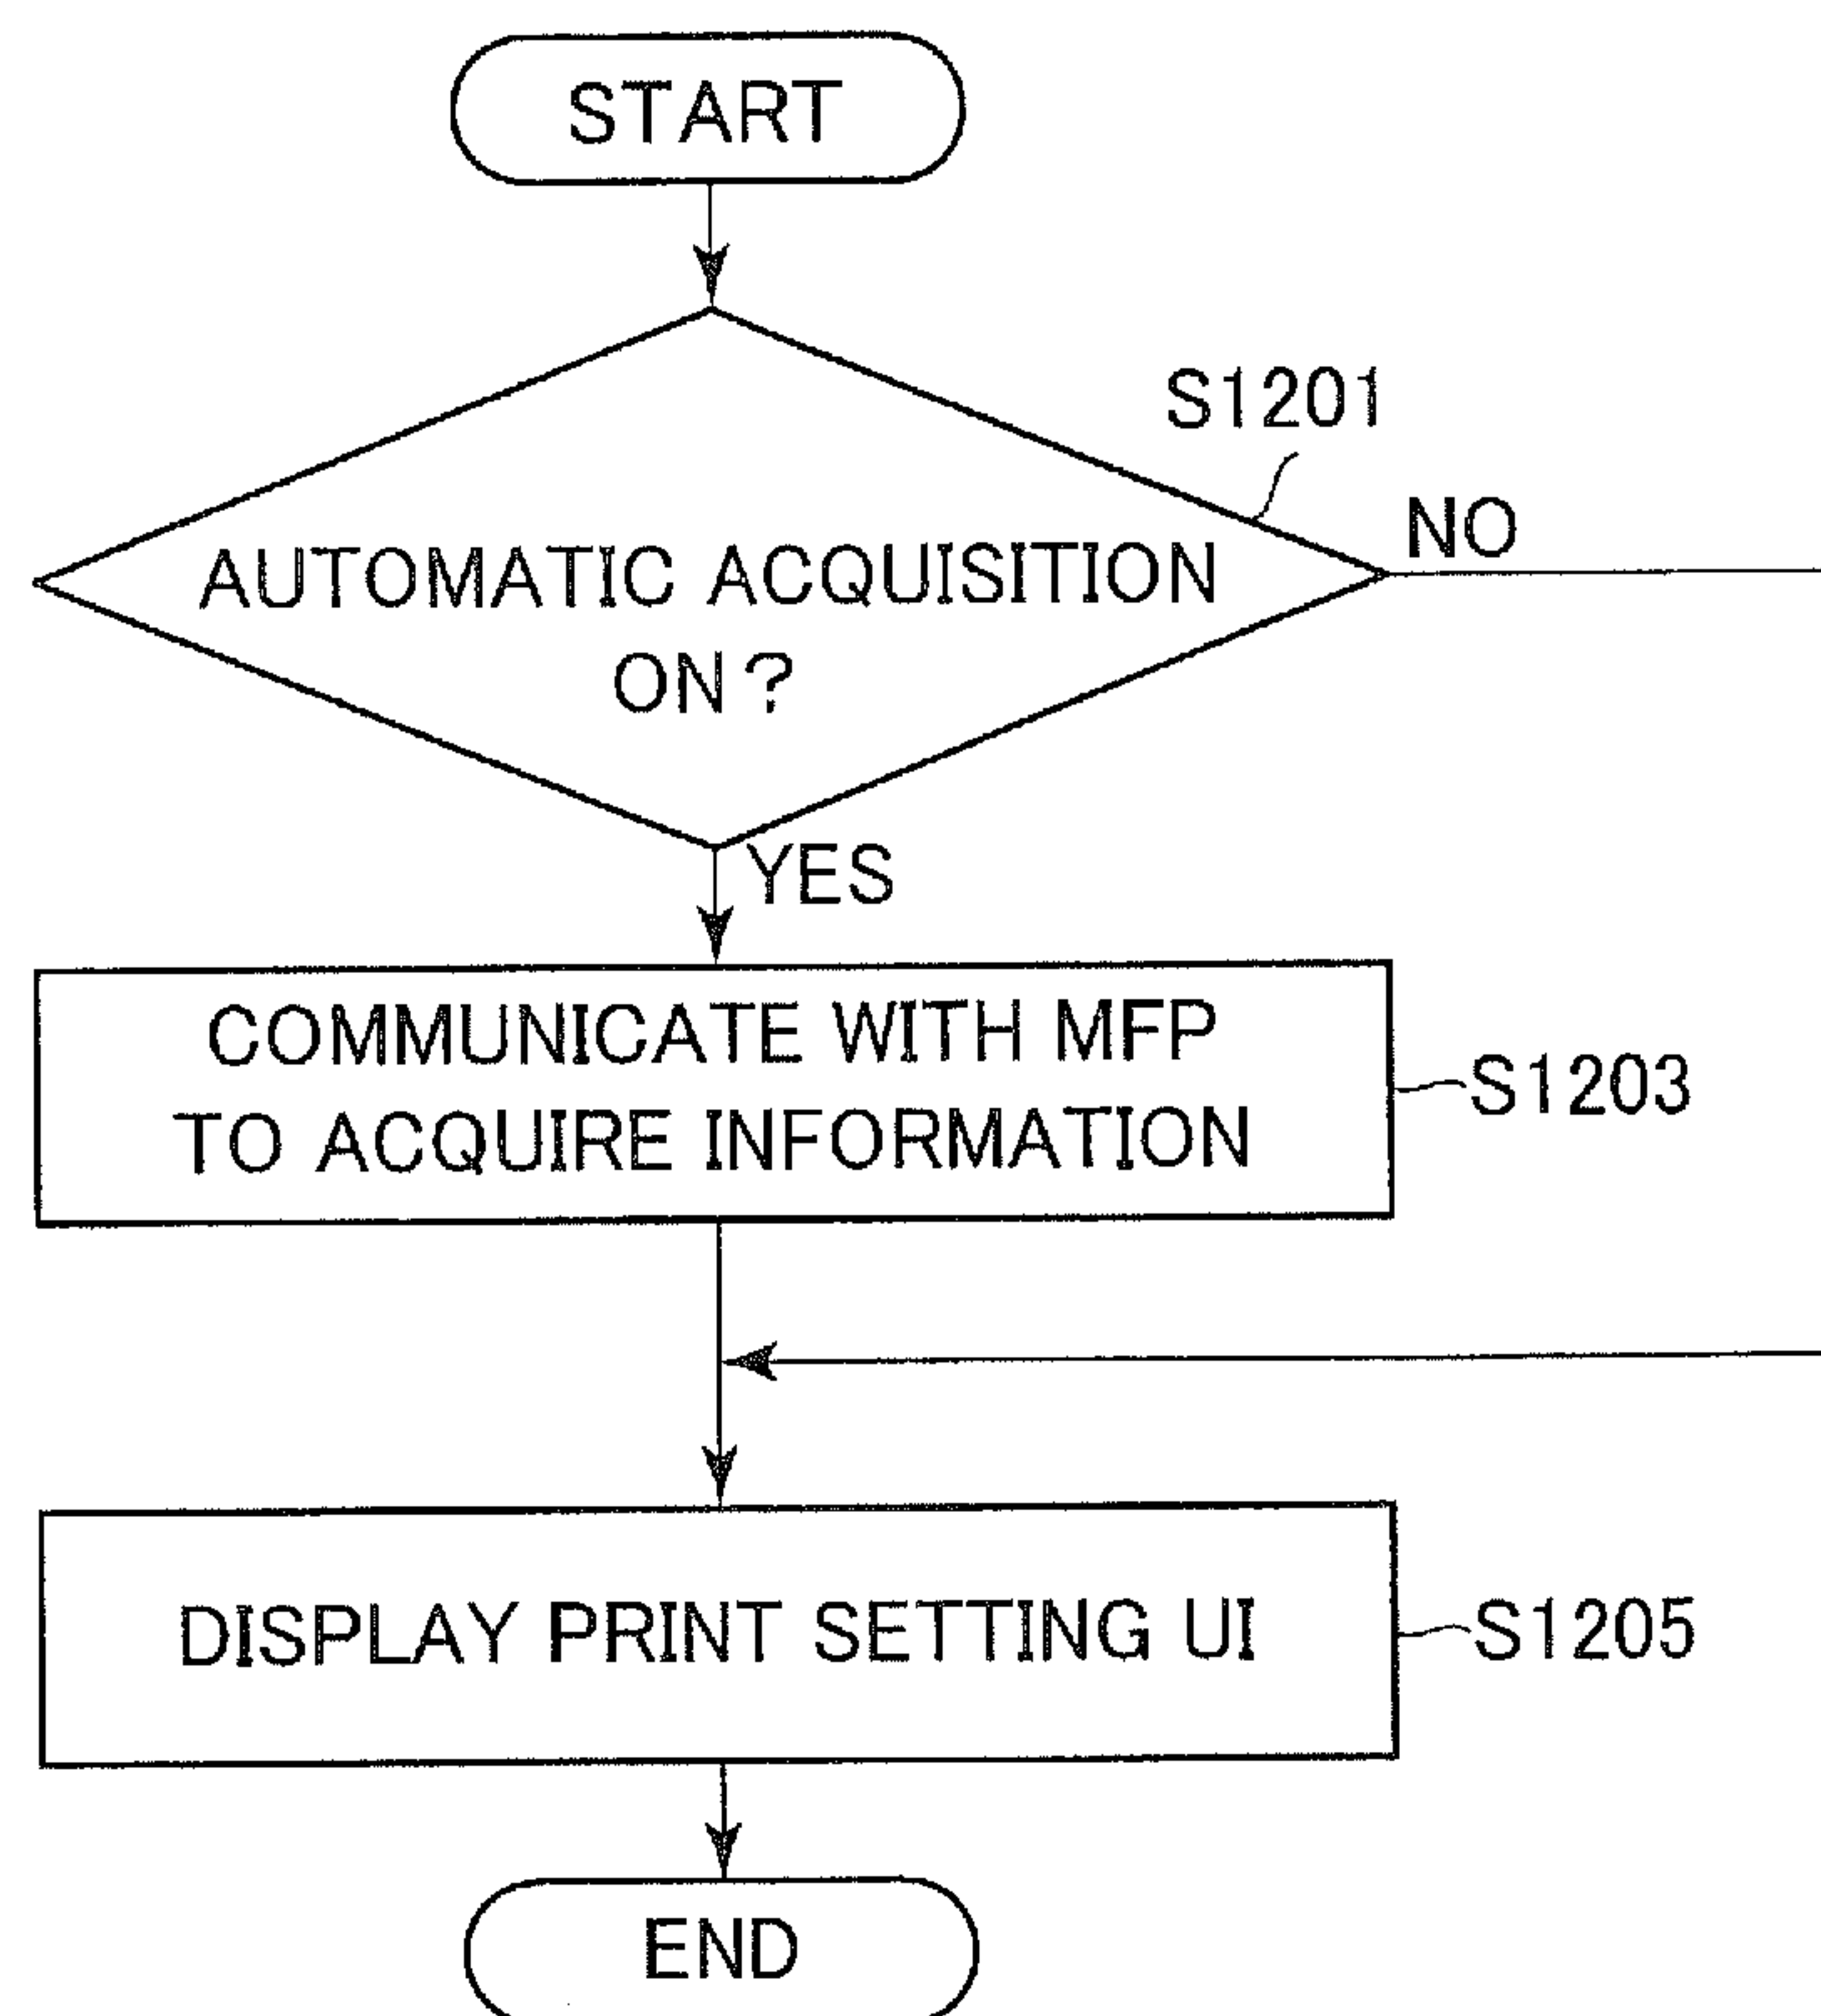 START
S1201
NO
AUTOMATIC ACQUISITION
ON?
YES
COMMUNICATE WITH MFP
TO ACQUIRE INFORMATION
S1203
DISPLAY PRINT SETTING UI
S1205
END